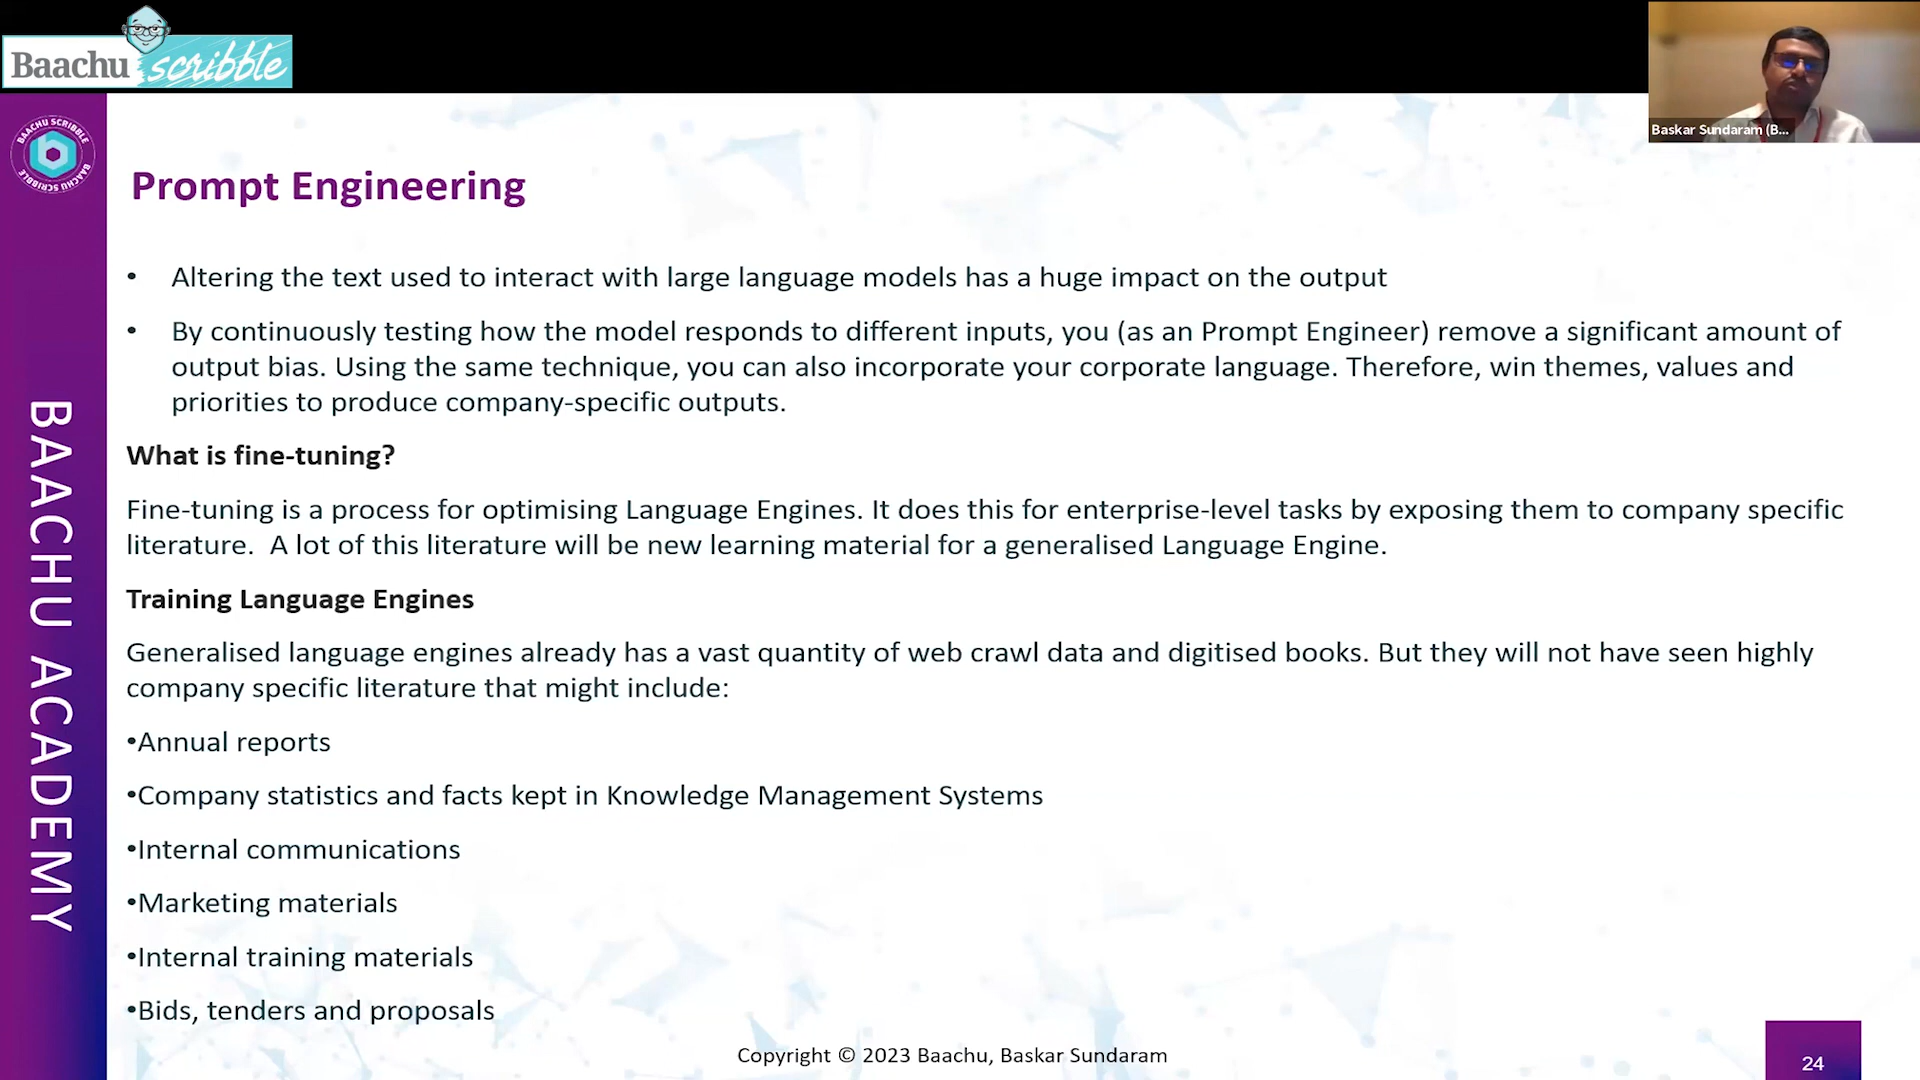 Baachu scribble
Baskar Sundaram (B...
BAACHU SCRIBBLE
BAACHU SCRIBBLE
BAACHU ACADEMY
Prompt Engineering
• Altering the text used to interact with large language models has a huge impact on the output
• By continuously testing how the model responds to different inputs, you (as an Prompt Engineer) remove a significant amount of
output bias. Using the same technique, you can also incorporate your corporate language. Therefore, win themes, values and
priorities to produce company-specific outputs.
What is fine-tuning?
Fine-tuning is a process for optimising Language Engines. It does this for enterprise-level tasks by exposing them to company specific
literature.  A lot of this literature will be new learning material for a generalised Language Engine.
Training Language Engines
Generalised language engines already has a vast quantity of web crawl data and digitised books. But they will not have seen highly
company specific literature that might include:
•Annual reports
•Company statistics and facts kept in Knowledge Management Systems
•Internal communications
•Marketing materials
•Internal training materials
•Bids, tenders and proposals
Copyright © 2023 Baachu, Baskar Sundaram
24